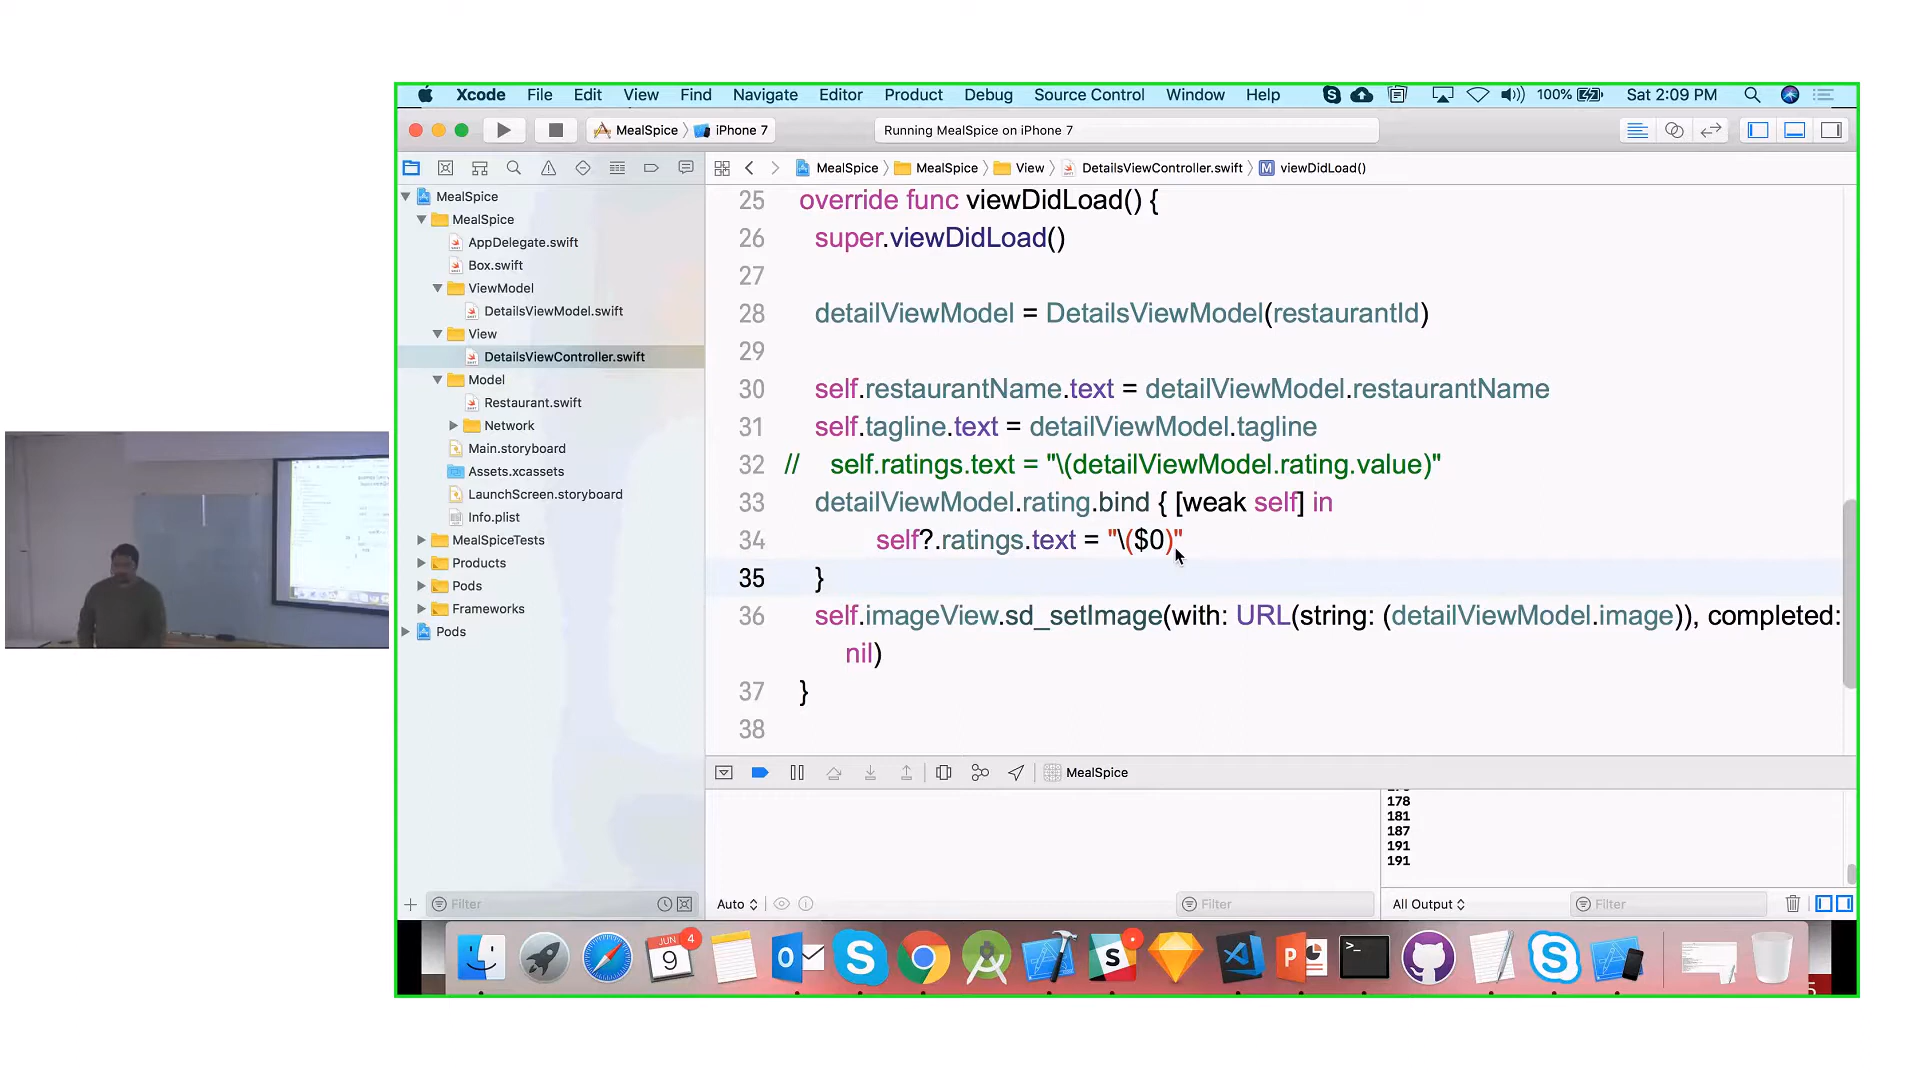 Xcode File Edit View Find Navigate Editor Product Debug Source Control Window Help 100% Sat 2:09 PM
MealSpice iPhone 7 Running MealSpice on iPhone 7
MealSpice MealSpice View DetailsViewController.swift M viewDidLoad()
MealSpice
MealSpice
AppDelegate.swift
Box.swift
ViewModel
DetailsViewModel.swift
View
DetailsViewController.swift
Model
Restaurant.swift
Network
Main.storyboard
Assets.xcassets
LaunchScreen.storyboard
Info.plist
MealSpiceTests
Products
Pods
Frameworks
Pods
Filter
25 override func viewDidLoad() {
26 super.viewDidLoad()
27
28 detailViewModel = DetailsViewModel(restaurantId)
29
30 self.restaurantName.text = detailViewModel.restaurantName
31 self.tagline.text = detailViewModel.tagline
32 // self.ratings.text = "\(detailViewModel.rating.value)"
33 detailViewModel.rating.bind { [weak self] in
34 self?.ratings.text = "\($0)"
35 }
36 self.imageView.sd_setImage(with: URL(string: (detailViewModel.image)), completed:
nil)
37 }
38
MealSpice
178
181
187
191
191
Auto Filter All Output Filter
JUN 4
9